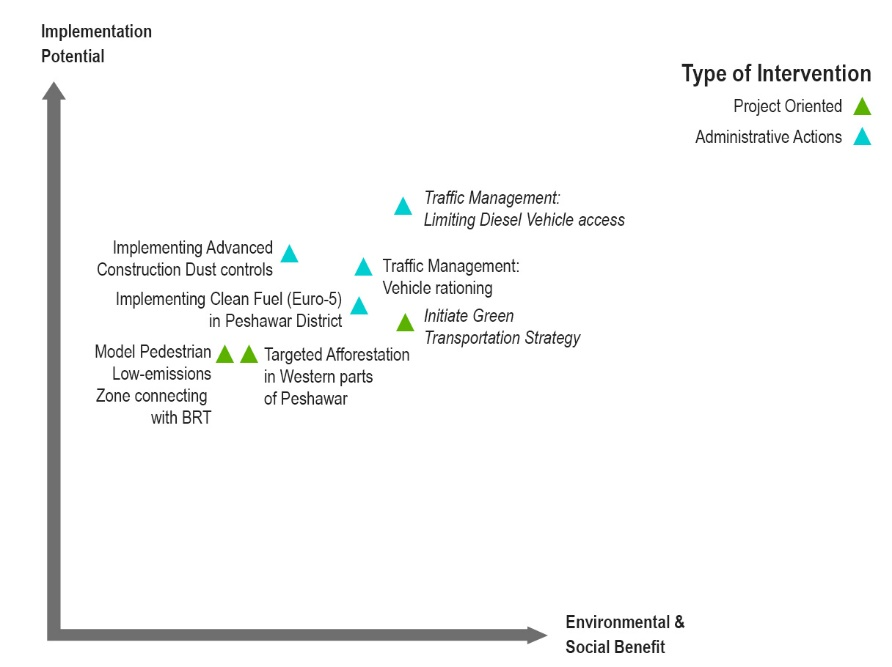 Implementation
Potential
Type of Intervention
Project Oriented
Administrative Actions
Traffic Management:
Limiting Diesel Vehicle access
Implementing Advanced
Construction Dust controls
Traffic Management:
Vehicle rationing
Implementing Clean Fuel (Euro-5)
in Peshawar District
Initiate Green
Transportation Strategy
Model Pedestrian
Low-emissions
Zone connecting
with BRT
Targeted Afforestation
in Western parts
of Peshawar
Environmental &
Social Benefit